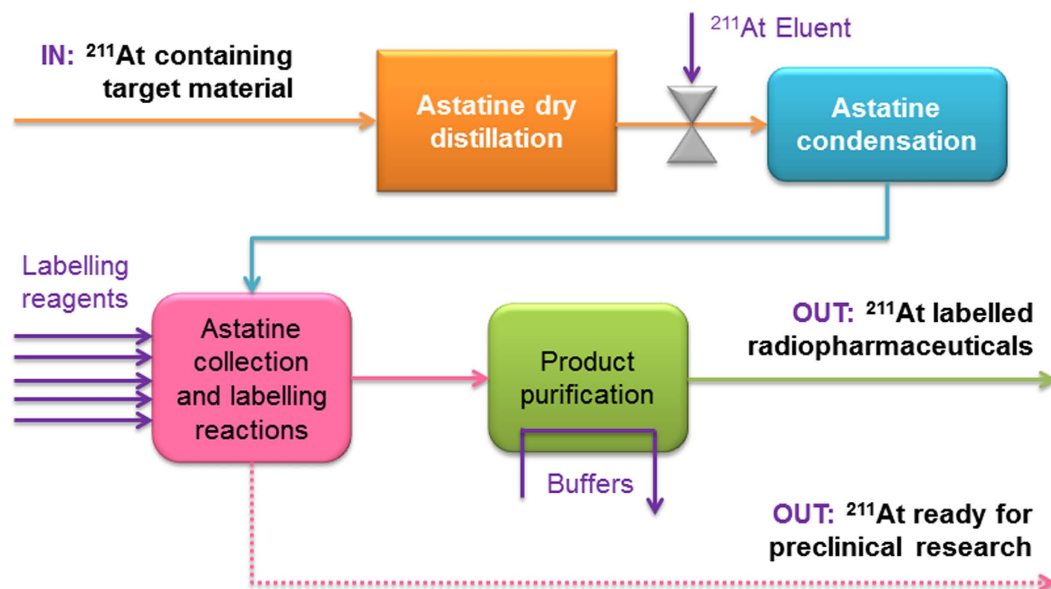 IN: ²¹¹At containing
target material
Astatine dry
distillation
²¹¹At Eluent
Astatine
condensation
Labelling
reagents
Astatine
collection
and labelling
reactions
Product
purification
Buffers
OUT: ²¹¹At labelled
radiopharmaceuticals
OUT: ²¹¹At ready for
preclinical research